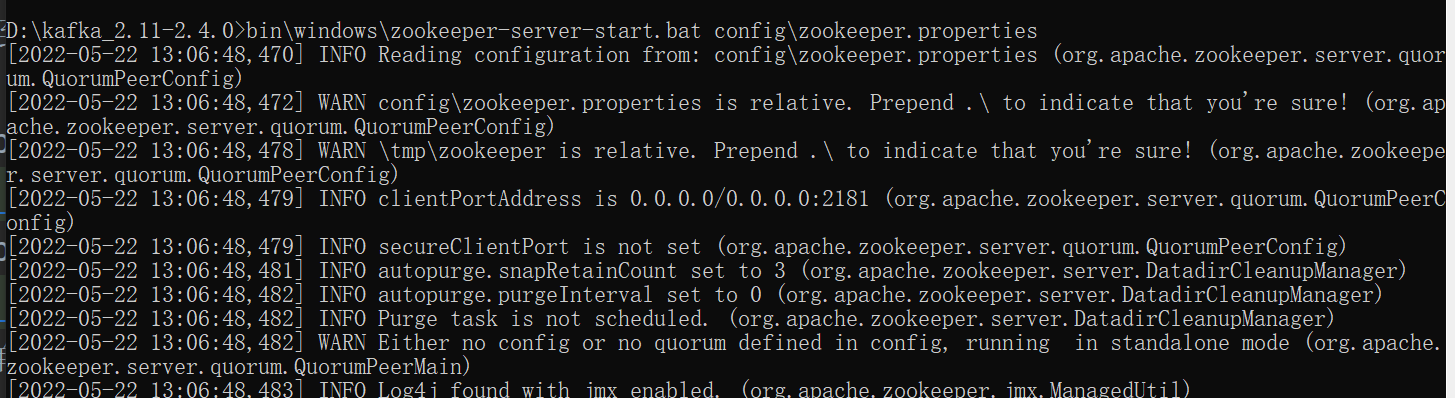 D:\kafka_2.11-2.4.0>bin\windows\zookeeper-server-start.bat config\zookeeper.properties
[2022-05-22 13:06:48,470] INFO Reading configuration from: config\zookeeper.properties (org.apache.zookeeper.server.quor
um.QuorumPeerConfig)
[2022-05-22 13:06:48,472] WARN config\zookeeper.properties is relative. Prepend .\ to indicate that you're sure! (org.ap
ache.zookeeper.server.quorum.QuorumPeerConfig)
[2022-05-22 13:06:48,478] WARN \tmp\zookeeper is relative. Prepend .\ to indicate that you're sure! (org.apache.zookeepe
r.server.quorum.QuorumPeerConfig)
[2022-05-22 13:06:48,479] INFO clientPortAddress is 0.0.0.0/0.0.0.0:2181 (org.apache.zookeeper.server.quorum.QuorumPeerC
onfig)
[2022-05-22 13:06:48,479] INFO secureClientPort is not set (org.apache.zookeeper.server.quorum.QuorumPeerConfig)
[2022-05-22 13:06:48,481] INFO autopurge.snapRetainCount set to 3 (org.apache.zookeeper.server.DatadirCleanupManager)
[2022-05-22 13:06:48,482] INFO autopurge.purgeInterval set to 0 (org.apache.zookeeper.server.DatadirCleanupManager)
[2022-05-22 13:06:48,482] INFO Purge task is not scheduled. (org.apache.zookeeper.server.DatadirCleanupManager)
[2022-05-22 13:06:48,482] WARN Either no config or no quorum defined in config, running  in standalone mode (org.apache.
zookeeper.server.quorum.QuorumPeerMain)
[2022-05-22 13:06:48,483] INFO Log4j found with jmx enabled. (org.apache.zookeeper.jmx.ManagedUtil)